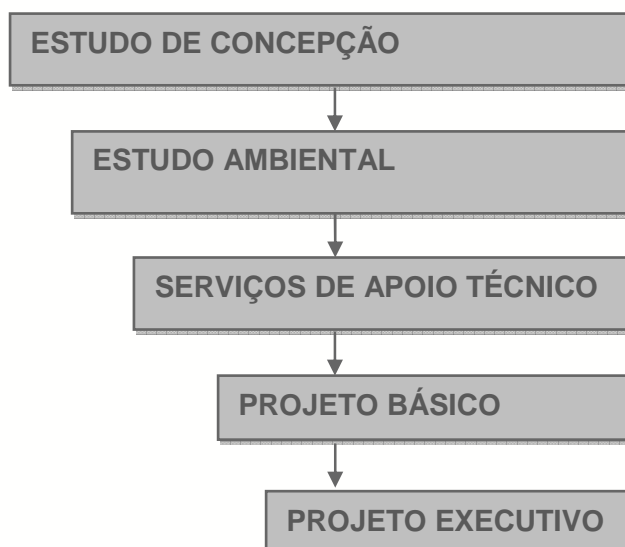 ESTUDO DE CONCEPÇÃO
ESTUDO AMBIENTAL
SERVIÇOS DE APOIO TÉCNICO
PROJETO BÁSICO
PROJETO EXECUTIVO